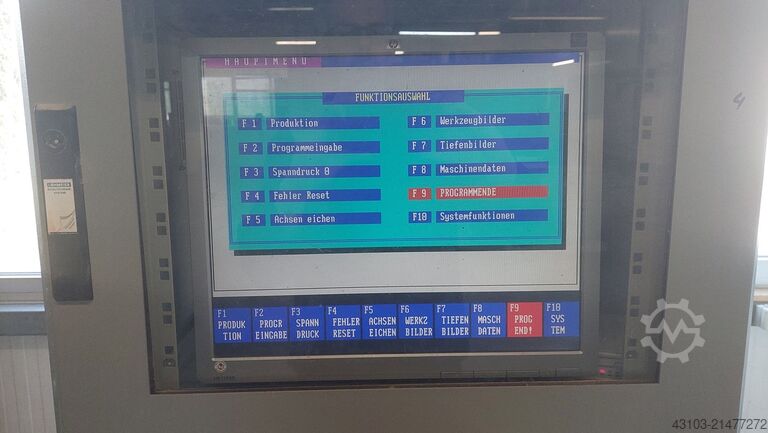 HAUPTMENU
FUNKTIONSAUSWAHL
F 1 Produktion
F 2 Programmeingabe
F 3 Spanndruck 0
F 4 Fehler Reset
F 5 Achsen eichen
F 6 Werkzeugbilder
F 7 Tiefenbilder
F 8 Maschinendaten
F 9 PROGRAMMENDE
F10 Systemfunktionen
F1 F2 F3 F4 F5 F6 F7 F8 F9 F10
PRODUK PROGR SPANN FEHLER ACHSEN WERKZ TIEFEN MASCH PROG SYS
TION EINGABE DRUCK RESET EICHEN BILDER BILDER DATEN END! TEM
hp
4
43103-21477272